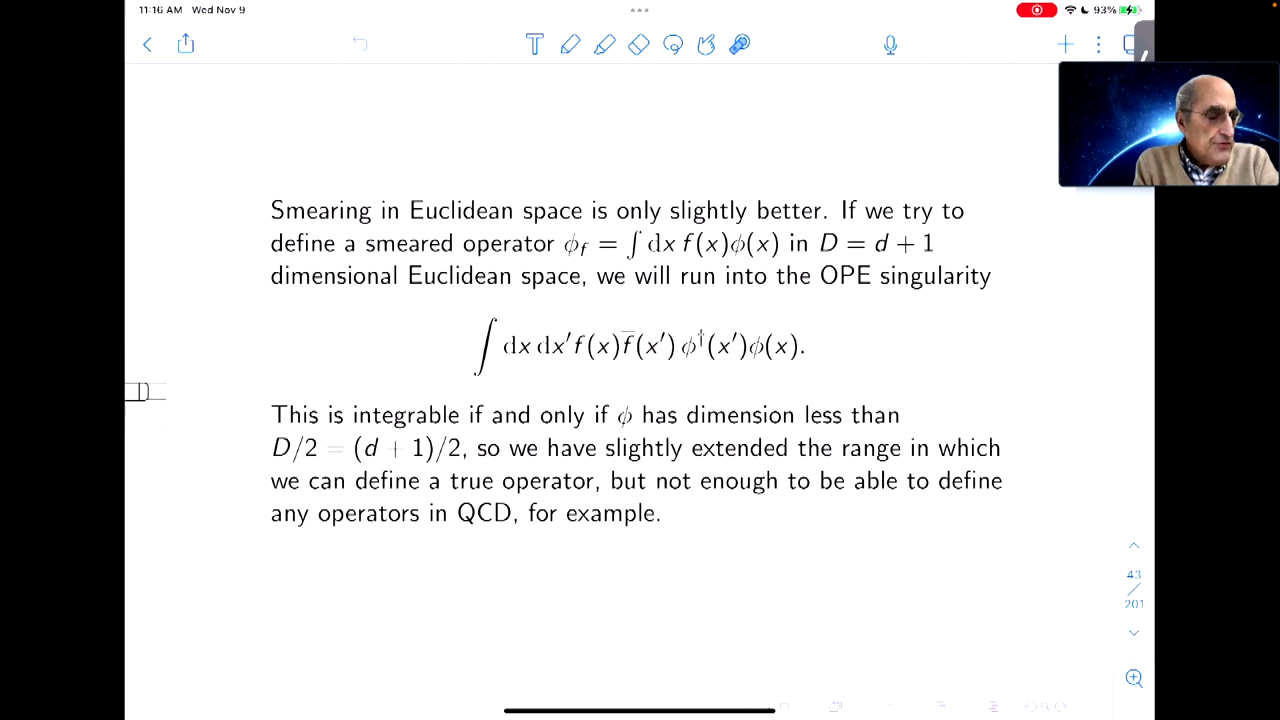 11:16 AM Wed Nov 9
93%
Smearing in Euclidean space is only slightly better. If we try to
define a smeared operator ϕ_f = ∫ dx f(x)ϕ(x) in D = d + 1
dimensional Euclidean space, we will run into the OPE singularity
∫ dx dx′f(x)f̅(x′) ϕ†(x′)ϕ(x).
This is integrable if and only if ϕ has dimension less than
D/2 = (d + 1)/2, so we have slightly extended the range in which
we can define a true operator, but not enough to be able to define
any operators in QCD, for example.
43
/
201